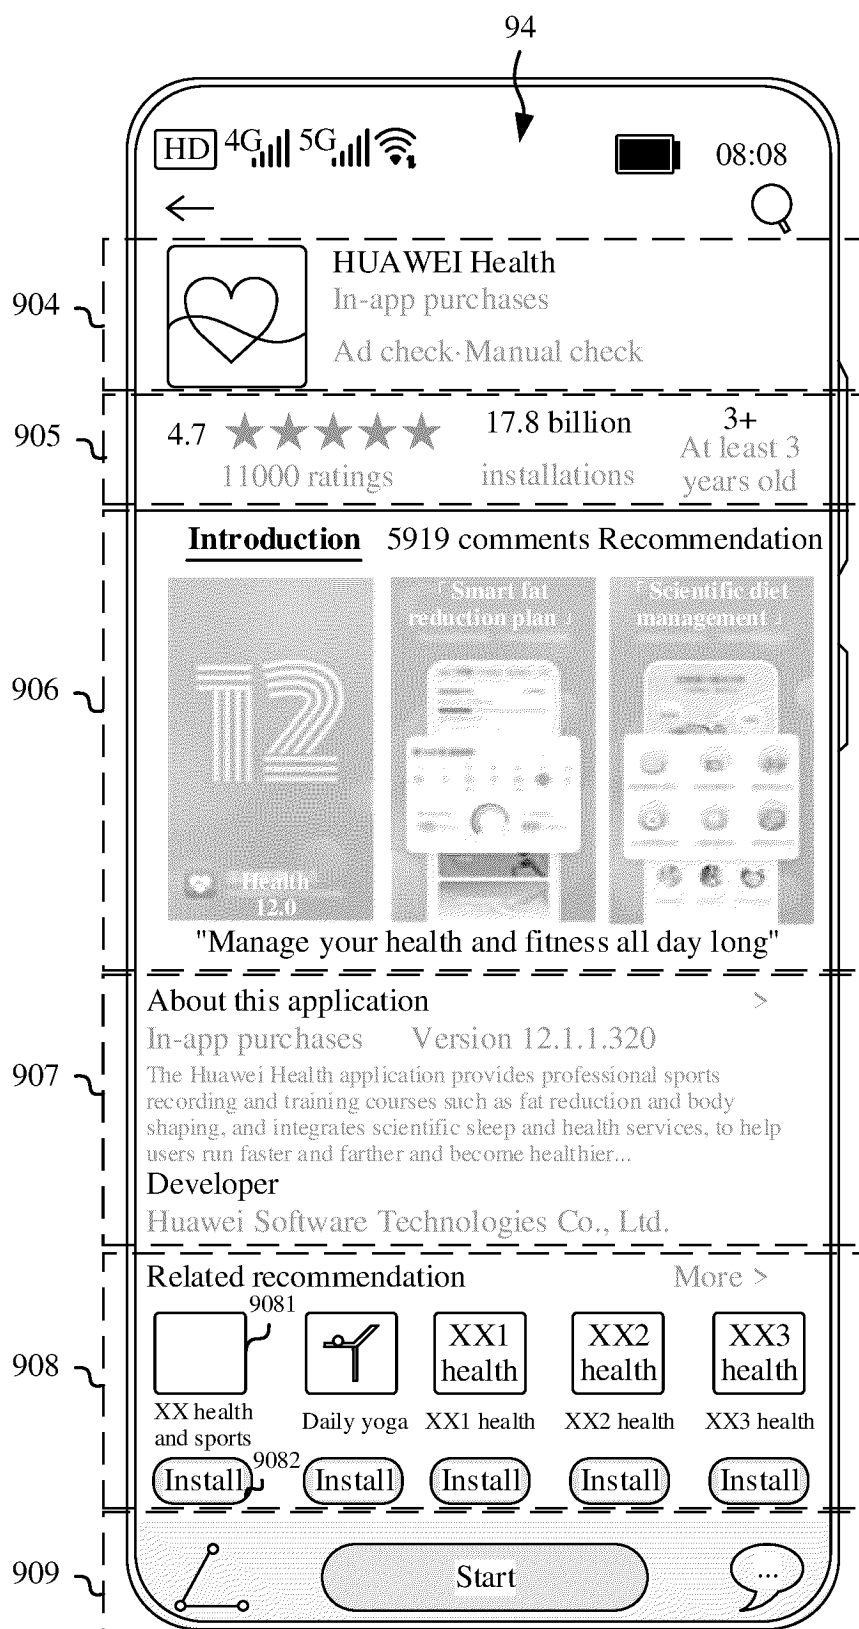 94
HD 4G 5G 08:08
904
HUAWEI Health
In-app purchases
Ad check·Manual check
905
4.7 17.8 billion 3+
11000 ratings installations At least 3
years old
906
Introduction 5919 comments Recommendation
「Smart fat
reduction plan」
「Scientific diet
management」
12
Health
12.0
"Manage your health and fitness all day long"
907
About this application >
In-app purchases Version 12.1.1.320
The Huawei Health application provides professional sports
recording and training courses such as fat reduction and body
shaping, and integrates scientific sleep and health services, to help
users run faster and farther and become healthier...
Developer
Huawei Software Technologies Co., Ltd.
908
Related recommendation More >
9081
XX1
health
XX2
health
XX3
health
XX health
and sports
Daily yoga XX1 health XX2 health XX3 health
9082
Install Install Install Install Install
909
Start
...